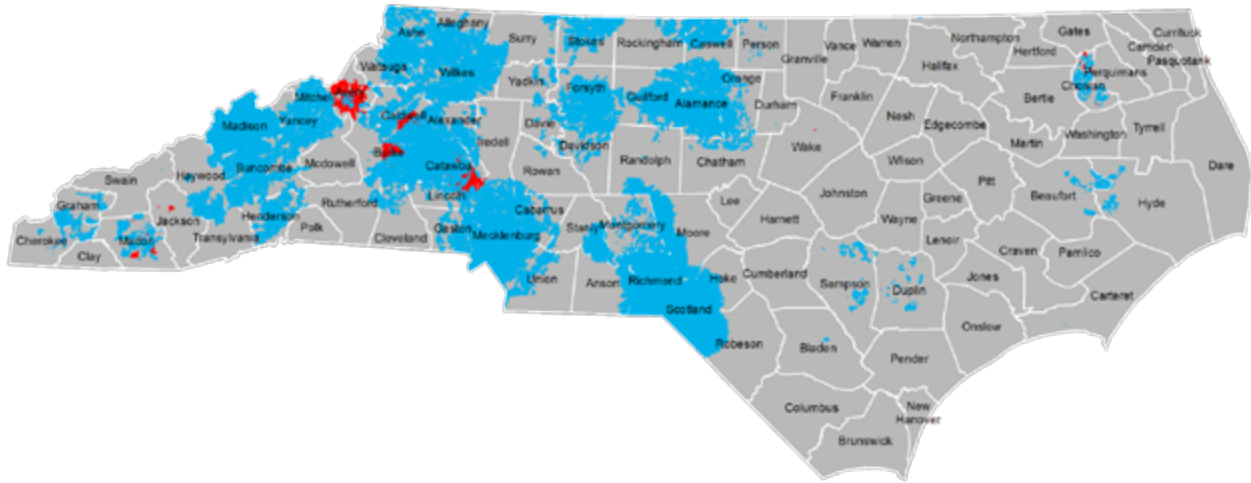 Alleghany
Ashe
Surry
Stokes
Rockingham
Caswell
Person
Vance
Warren
Northampton
Gates
Currituck
Camden
Pasquotank
Hertford
Granville
Halifax
Watauga
Wilkes
Yadkin
Forsyth
Guilford
Alamance
Orange
Durham
Franklin
Nash
Edgecombe
Bertie
Chowan
Perquimans
Mitchell
Avery
Madison
Yancey
Caldwell
Alexander
Iredell
Davie
Davidson
Randolph
Chatham
Wake
Wilson
Martin
Washington
Tyrrell
Dare
Swain
Haywood
Buncombe
Mcdowell
Burke
Catawba
Rowan
Johnston
Greene
Pitt
Beaufort
Hyde
Graham
Jackson
Henderson
Rutherford
Lincoln
Cabarrus
Stanly
Montgomery
Moore
Lee
Harnett
Wayne
Lenoir
Craven
Pamlico
Cherokee
Clay
Macon
Transylvania
Polk
Cleveland
Gaston
Mecklenburg
Union
Anson
Richmond
Hoke
Cumberland
Sampson
Duplin
Jones
Carteret
Scotland
Robeson
Bladen
Pender
Onslow
Columbus
New
Hanover
Brunswick